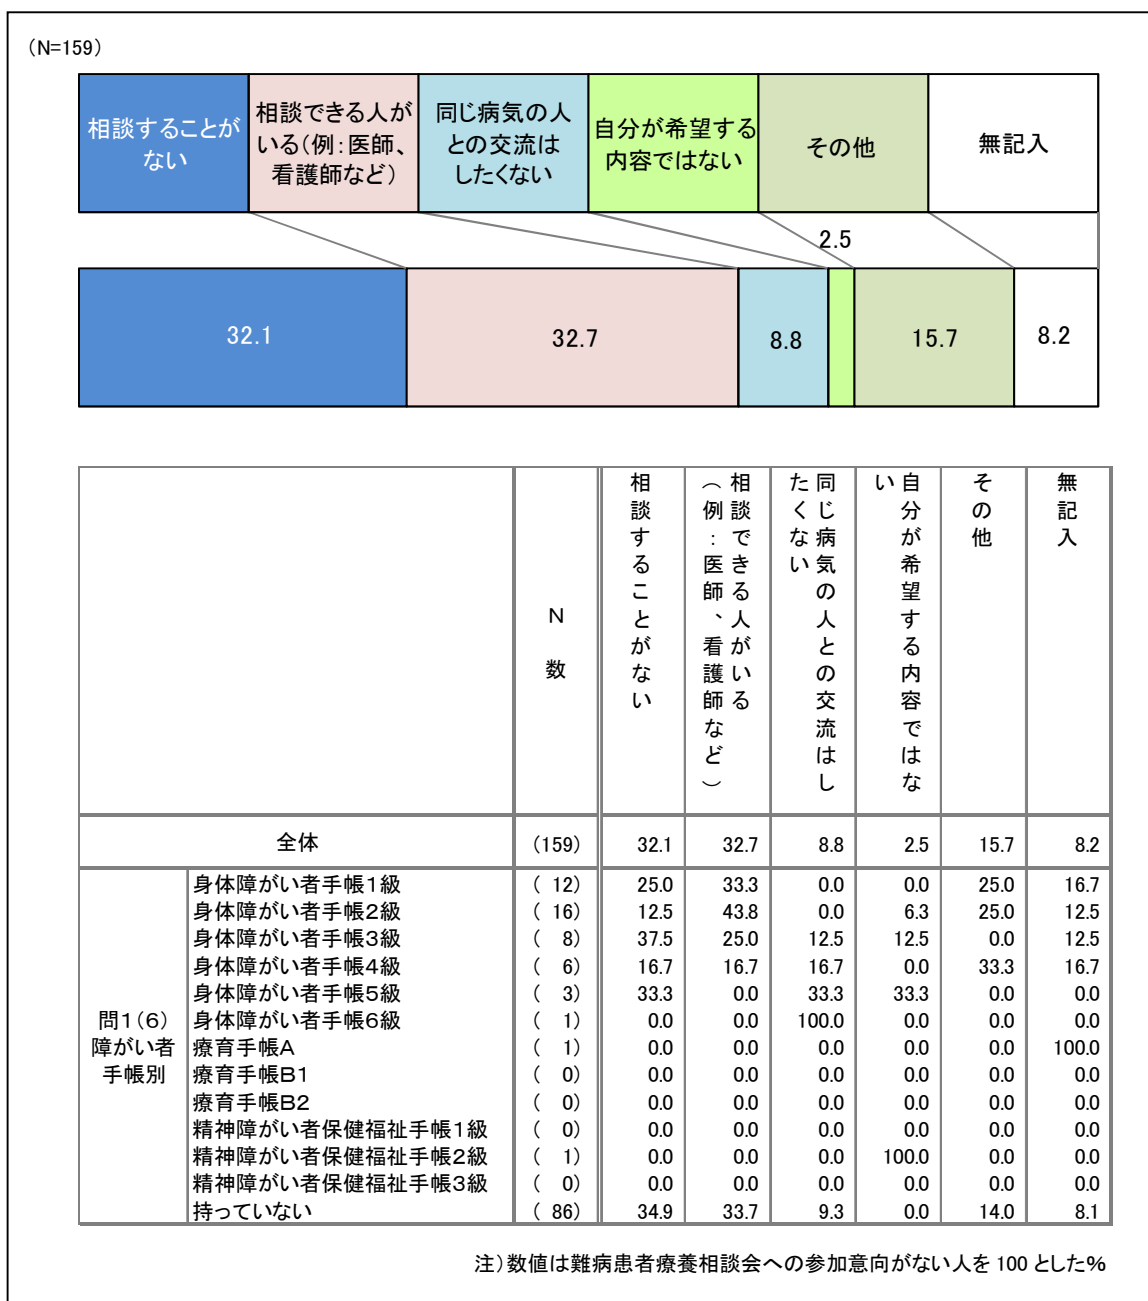 (N=159)
相談することが
ない
相談できる人が
いる(例:医師、
看護師など)
同じ病気の人
との交流は
したくない
自分が希望する
内容ではない
その他
無記入
2.5
32.1
32.7
8.8
15.7
8.2
N
数
相談することがない
相談できる人がいる
(例:医師、看護師など)
同じ病気の人との交流はし
たくない
自分が希望する内容ではな
い
その他
無記入
全体 (159) 32.1 32.7 8.8 2.5 15.7 8.2
問1(6)
障がい者
手帳別
身体障がい者手帳1級 ( 12) 25.0 33.3 0.0 0.0 25.0 16.7
身体障がい者手帳2級 ( 16) 12.5 43.8 0.0 6.3 25.0 12.5
身体障がい者手帳3級 ( 8) 37.5 25.0 12.5 12.5 0.0 12.5
身体障がい者手帳4級 ( 6) 16.7 16.7 16.7 0.0 33.3 16.7
身体障がい者手帳5級 ( 3) 33.3 0.0 33.3 33.3 0.0 0.0
身体障がい者手帳6級 ( 1) 0.0 0.0 100.0 0.0 0.0 0.0
療育手帳A ( 1) 0.0 0.0 0.0 0.0 0.0 100.0
療育手帳B1 ( 0) 0.0 0.0 0.0 0.0 0.0 0.0
療育手帳B2 ( 0) 0.0 0.0 0.0 0.0 0.0 0.0
精神障がい者保健福祉手帳1級 ( 0) 0.0 0.0 0.0 0.0 0.0 0.0
精神障がい者保健福祉手帳2級 ( 1) 0.0 0.0 0.0 100.0 0.0 0.0
精神障がい者保健福祉手帳3級 ( 0) 0.0 0.0 0.0 0.0 0.0 0.0
持っていない ( 86) 34.9 33.7 9.3 0.0 14.0 8.1
注)数値は難病患者療養相談会への参加意向がない人を 100 とした%